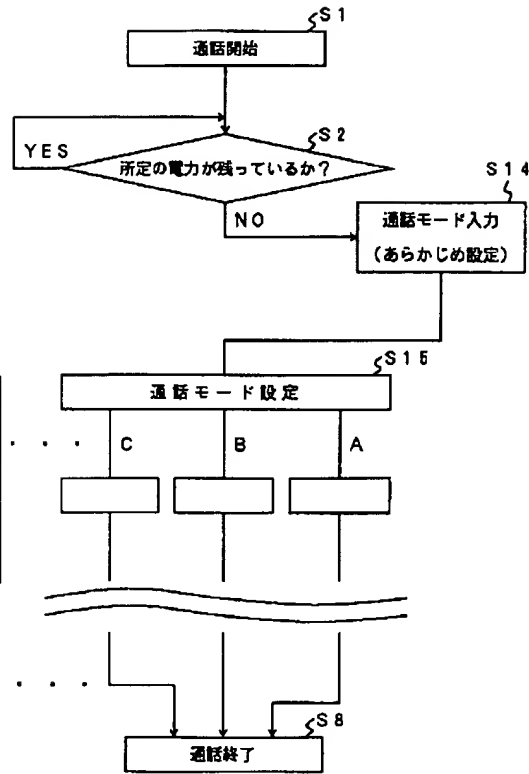 S1
通話開始
S2
YES
所定の電力が残っているか?
S14
NO
通話モード入力
(あらかじめ設定)
S15
通話モード設定
C B A
S8
通話終了